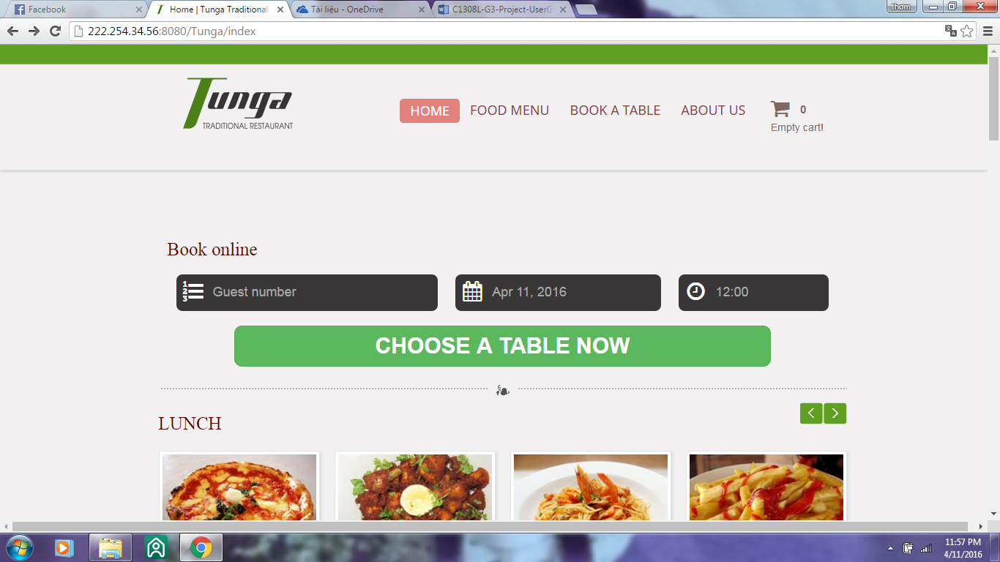 Facebook
Home | Tunga Traditional
Tài liệu - OneDrive
C1308L-G3-Project-UserG
thom
222.254.34.56:8080/Tunga/index
Tunga
TRADITIONAL RESTAURANT
HOME
FOOD MENU
BOOK A TABLE
ABOUT US
0
Empty cart!
Book online
Guest number
Apr 11, 2016
12:00
CHOOSE A TABLE NOW
LUNCH
11:57 PM
4/11/2016